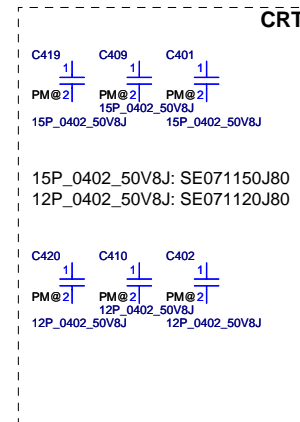 CRT
C419 C409 C401
1 1 1
PM@ 2 PM@ 2 PM@ 2
15P_0402_50V8J
15P_0402_50V8J 15P_0402_50V8J
15P_0402_50V8J: SE071150J80
12P_0402_50V8J: SE071120J80
C420 C410 C402
1 1 1
PM@ 2 PM@ 2 PM@ 2
12P_0402_50V8J
12P_0402_50V8J 12P_0402_50V8J